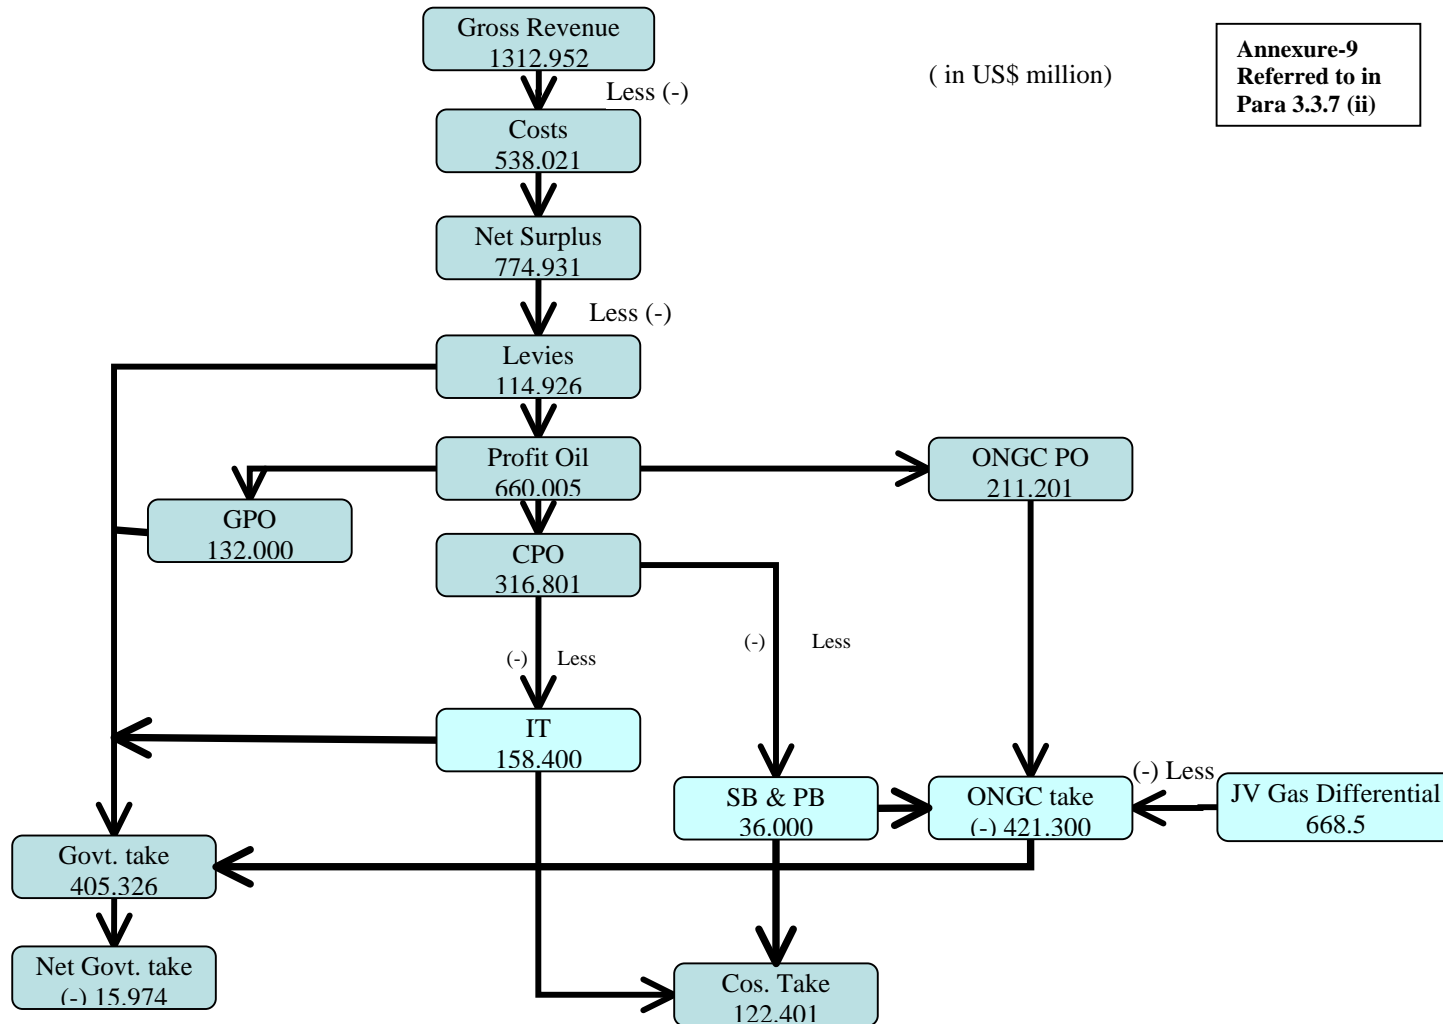 Gross Revenue
1312.952
( in US$ million)
Annexure-9
Referred to in
Para 3.3.7 (ii)
Less (-)
Costs
538.021
Net Surplus
774.931
Less (-)
Levies
114.926
Profit Oil
660.005
ONGC PO
211.201
GPO
132.000
CPO
316.801
(-) Less
(-) Less
IT
158.400
(-) Less
SB & PB
36.000
ONGC take
(-) 421.300
JV Gas Differential
668.5
Govt. take
405.326
Net Govt. take
(-) 15.974
Cos. Take
122.401